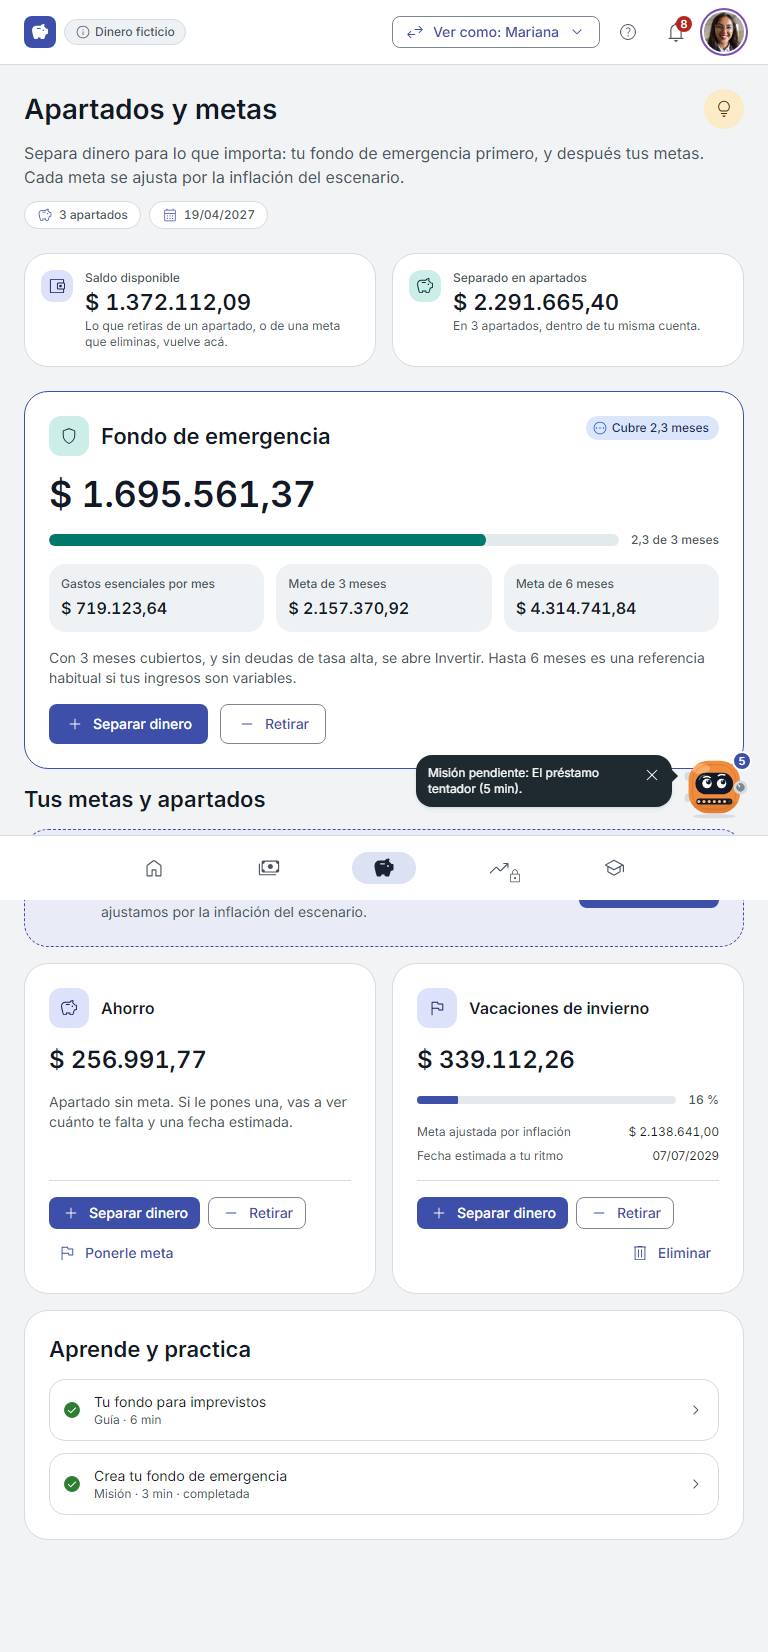 Dinero ficticio
Ver como: Mariana
8
Apartados y metas
Separa dinero para lo que importa: tu fondo de emergencia primero, y después tus metas.
Cada meta se ajusta por la inflación del escenario.
3 apartados
19/04/2027
Saldo disponible
$ 1.372.112,09
Lo que retiras de un apartado, o de una meta
que eliminas, vuelve acá.
Separado en apartados
$ 2.291.665,40
En 3 apartados, dentro de tu misma cuenta.
Fondo de emergencia
Cubre 2,3 meses
$ 1.695.561,37
2,3 de 3 meses
Gastos esenciales por mes
$ 719.123,64
Meta de 3 meses
$ 2.157.370,92
Meta de 6 meses
$ 4.314.741,84
Con 3 meses cubiertos, y sin deudas de tasa alta, se abre Invertir. Hasta 6 meses es una referencia
habitual si tus ingresos son variables.
Separar dinero
Retirar
Misión pendiente: El préstamo
tentador (5 min).
5
Tus metas y apartados
ajustamos por la inflación del escenario.
Ahorro
$ 256.991,77
Apartado sin meta. Si le pones una, vas a ver
cuánto te falta y una fecha estimada.
Separar dinero
Retirar
Ponerle meta
Vacaciones de invierno
$ 339.112,26
16 %
Meta ajustada por inflación
$ 2.138.641,00
Fecha estimada a tu ritmo
07/07/2029
Separar dinero
Retirar
Eliminar
Aprende y practica
Tu fondo para imprevistos
Guía · 6 min
Crea tu fondo de emergencia
Misión · 3 min · completada